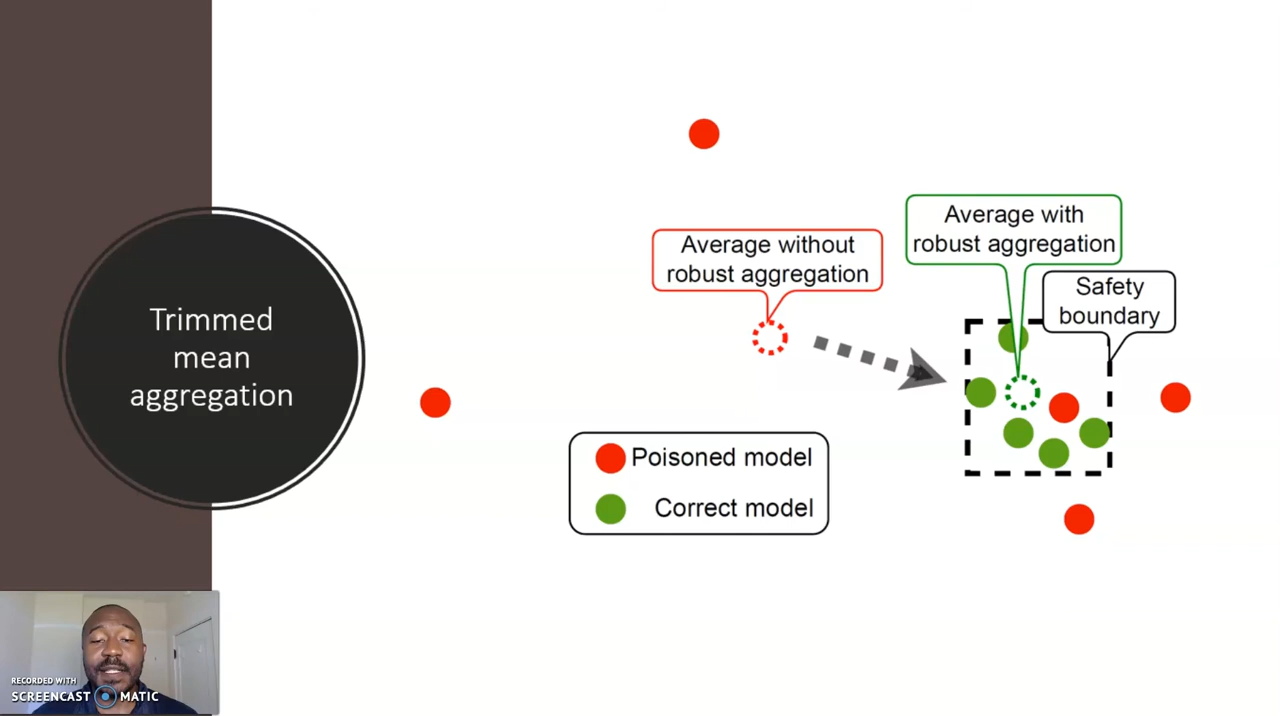 Trimmed
mean
aggregation
Average without
robust aggregation
Average with
robust aggregation
Safety
boundary
Poisoned model
Correct model
RECORDED WITH
SCREENCAST MATIC